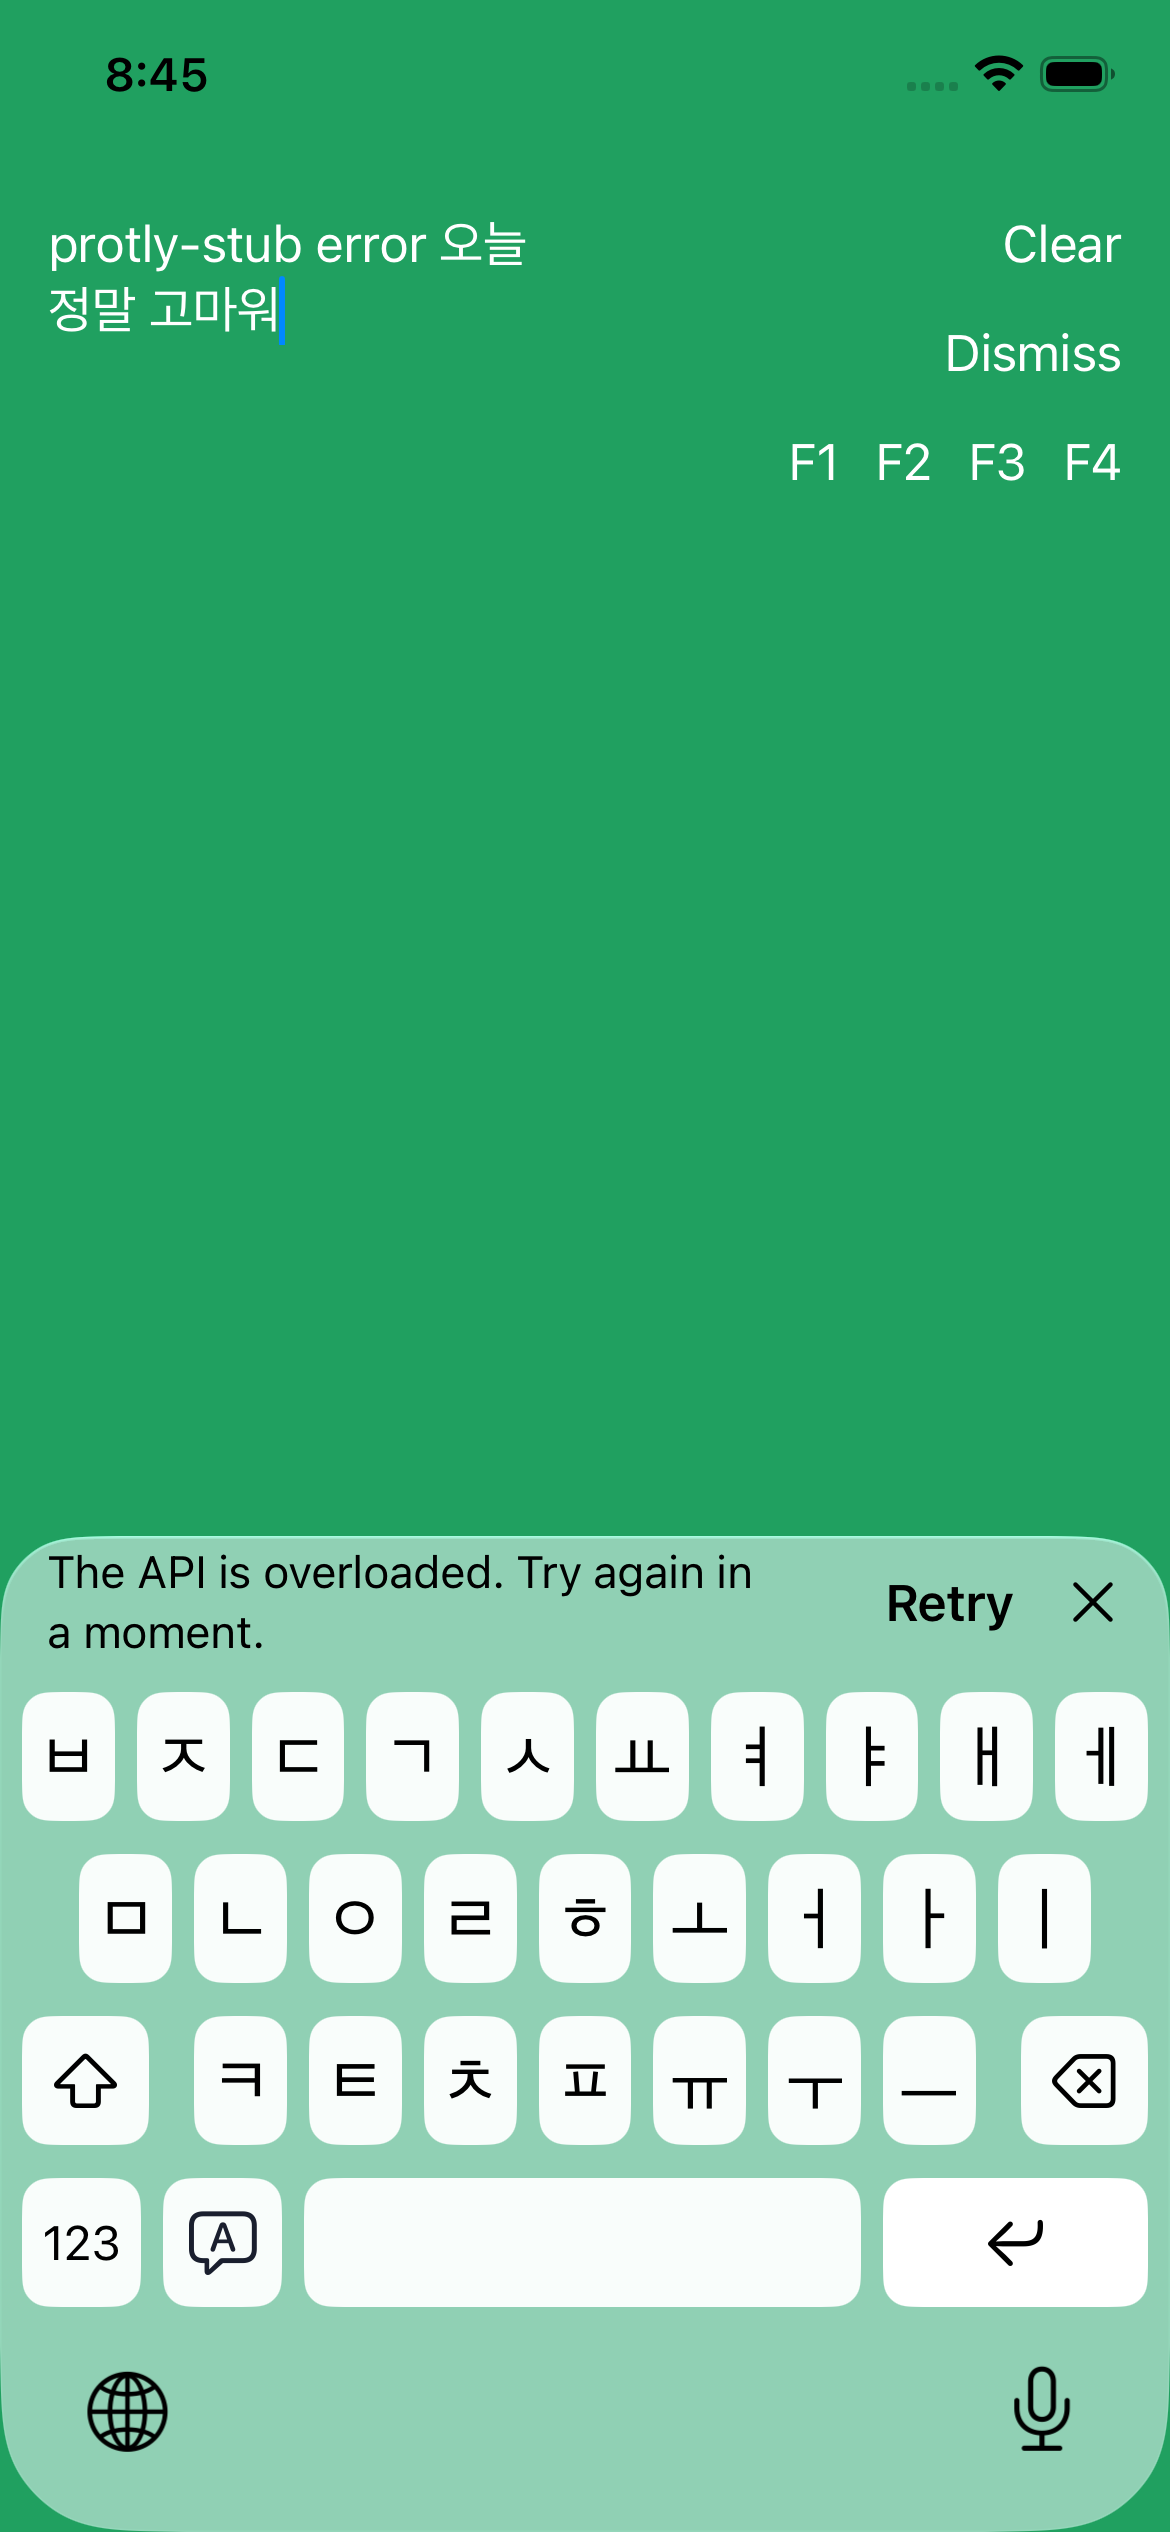 8:45
protly-stub error 오늘
정말 고마워
Clear
Dismiss
F1 F2 F3 F4
The API is overloaded. Try again in
a moment.
Retry
ㅂ ㅈ ㄷ ㄱ ㅅ ㅛ ㅕ ㅑ ㅐ ㅔ
ㅁ ㄴ ㅇ ㄹ ㅎ ㅗ ㅓ ㅏ ㅣ
ㅋ ㅌ ㅊ ㅍ ㅠ ㅜ ㅡ
123 A